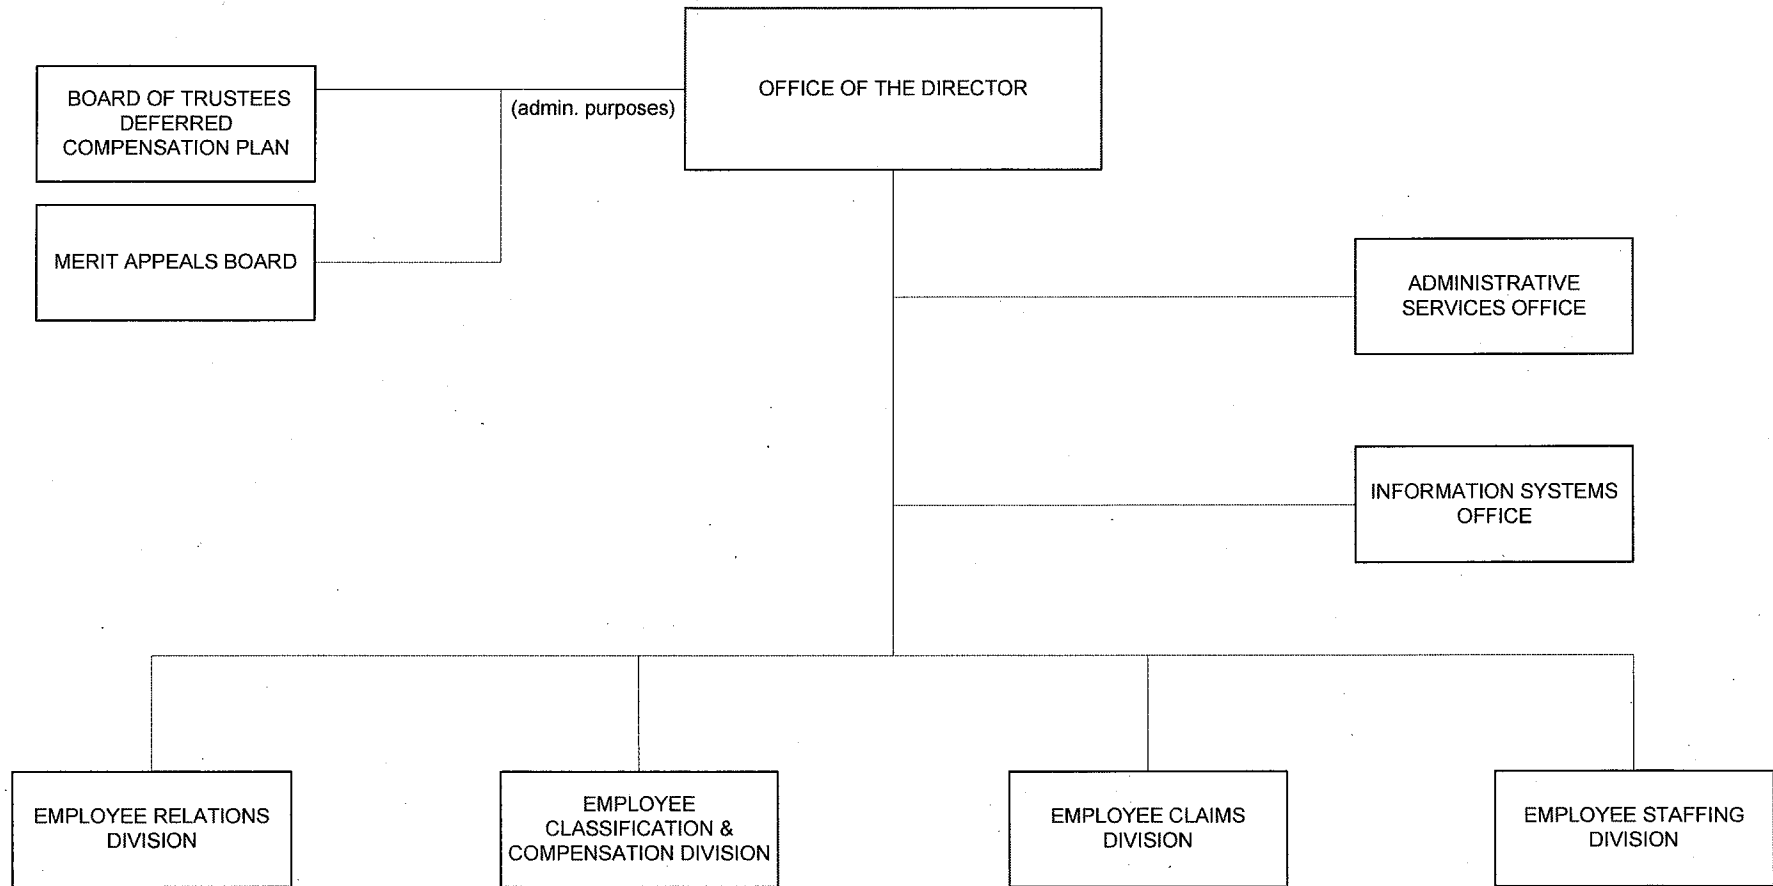 OFFICE OF THE DIRECTOR
(admin. purposes)
BOARD OF TRUSTEES
DEFERRED
COMPENSATION PLAN
MERIT APPEALS BOARD
ADMINISTRATIVE
SERVICES OFFICE
INFORMATION SYSTEMS
OFFICE
EMPLOYEE RELATIONS
DIVISION
EMPLOYEE
CLASSIFICATION &
COMPENSATION DIVISION
EMPLOYEE CLAIMS
DIVISION
EMPLOYEE STAFFING
DIVISION